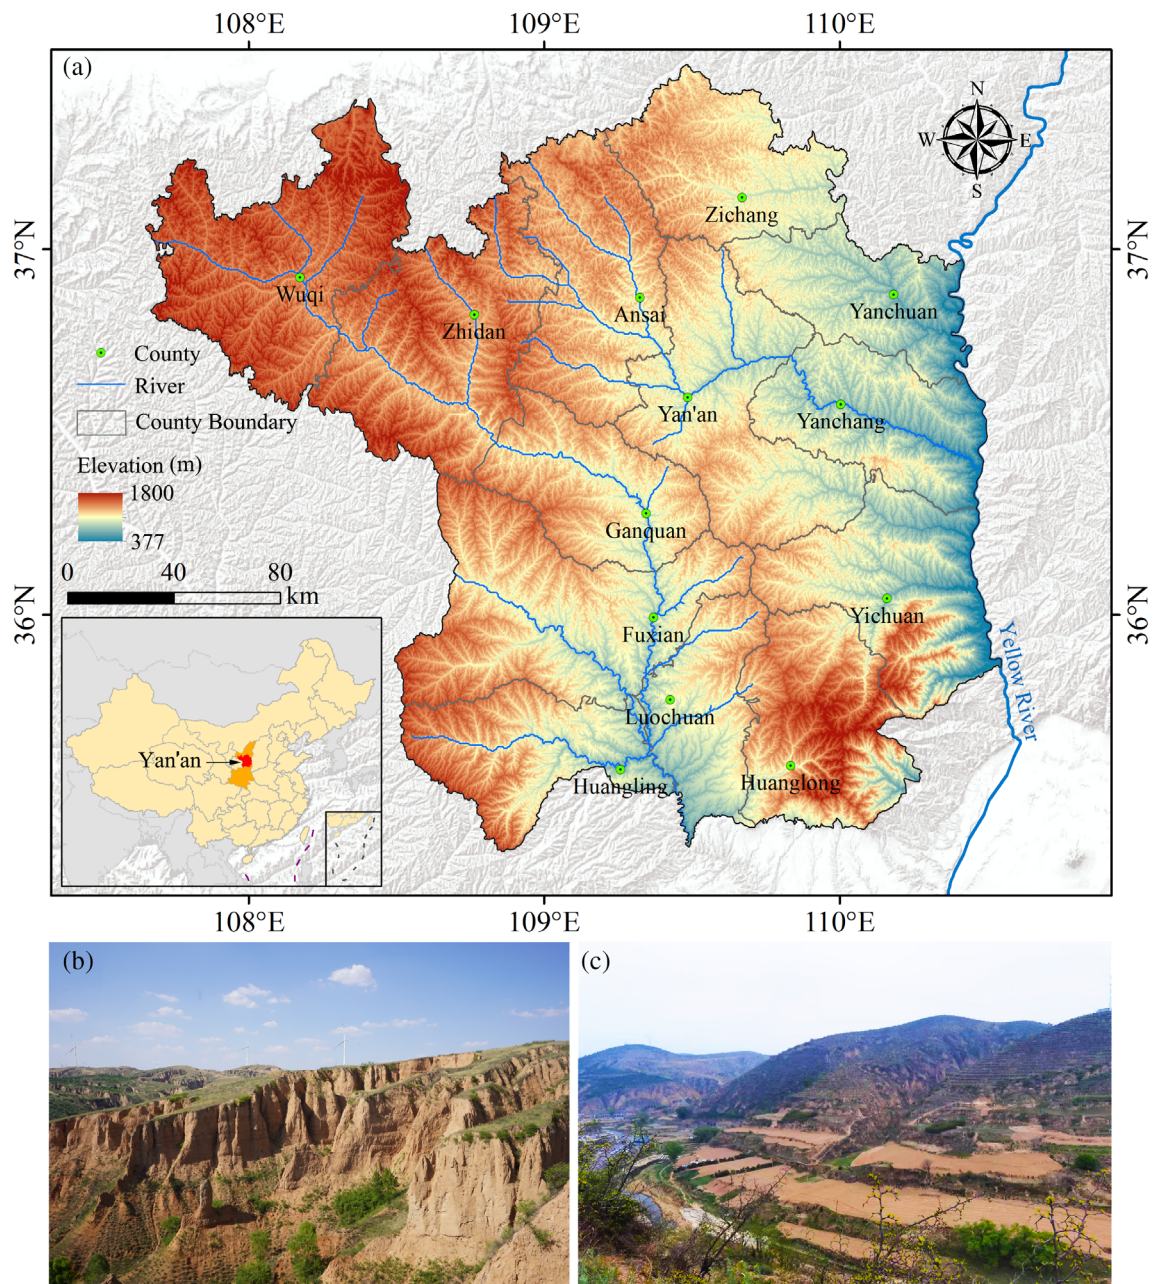 108°E 109°E 110°E
(a)
N
W E
S
Zichang
37°N 37°N
Wuqi
Ansai
Yanchuan
Zhidan
County
River
County Boundary
Yan'an
Yanchang
Elevation (m)
1800
377
Ganquan
0 40 80
km
36°N 36°N
Yichuan
Fuxian
Yellow River
Luochuan
Yan'an
Huangling
Huanglong
108°E 109°E 110°E
(b)
(c)